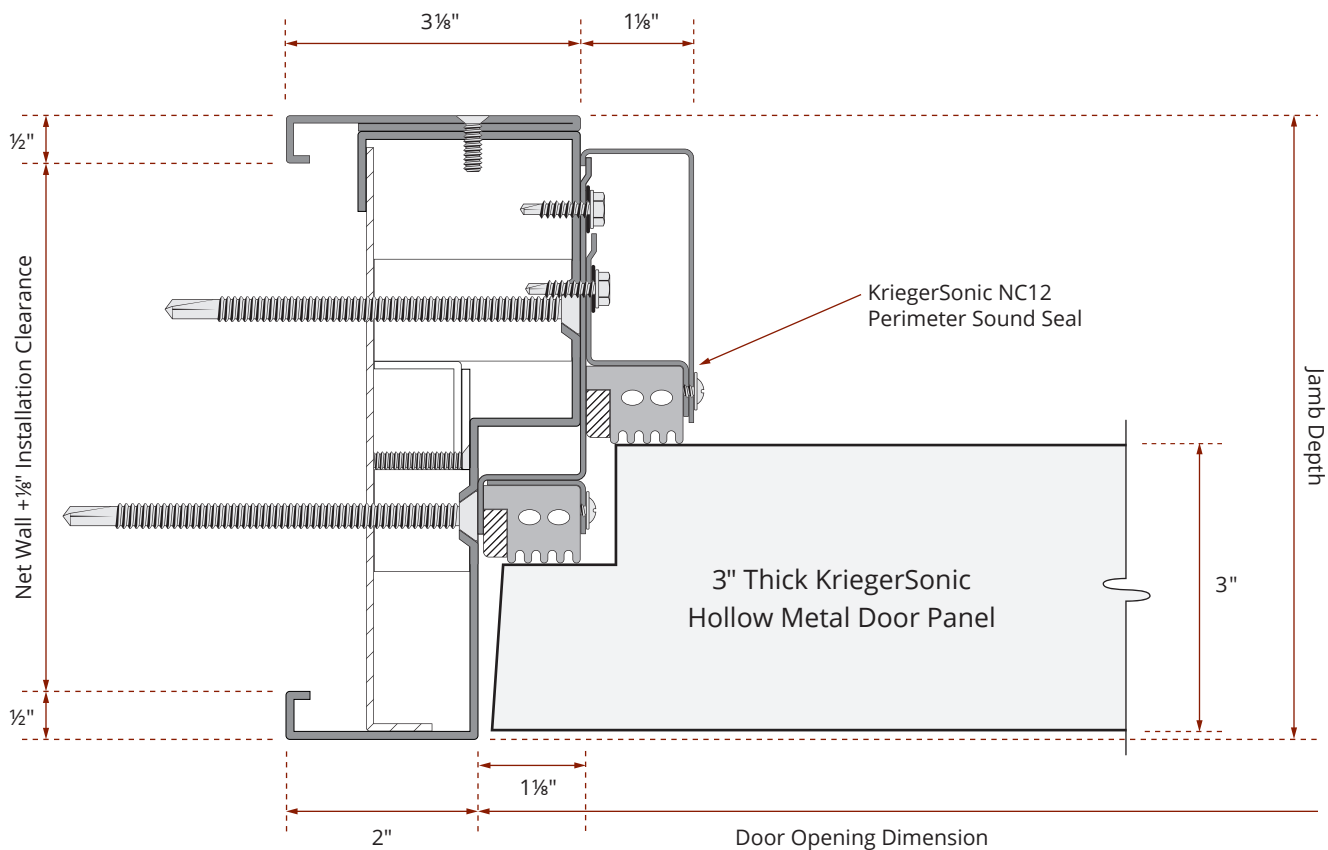 3⅛"
1⅛"
½"
Net Wall +⅛" Installation Clearance
KriegerSonic NC12
Perimeter Sound Seal
Jamb Depth
3" Thick KriegerSonic
Hollow Metal Door Panel
3"
½"
1⅛"
2"
Door Opening Dimension